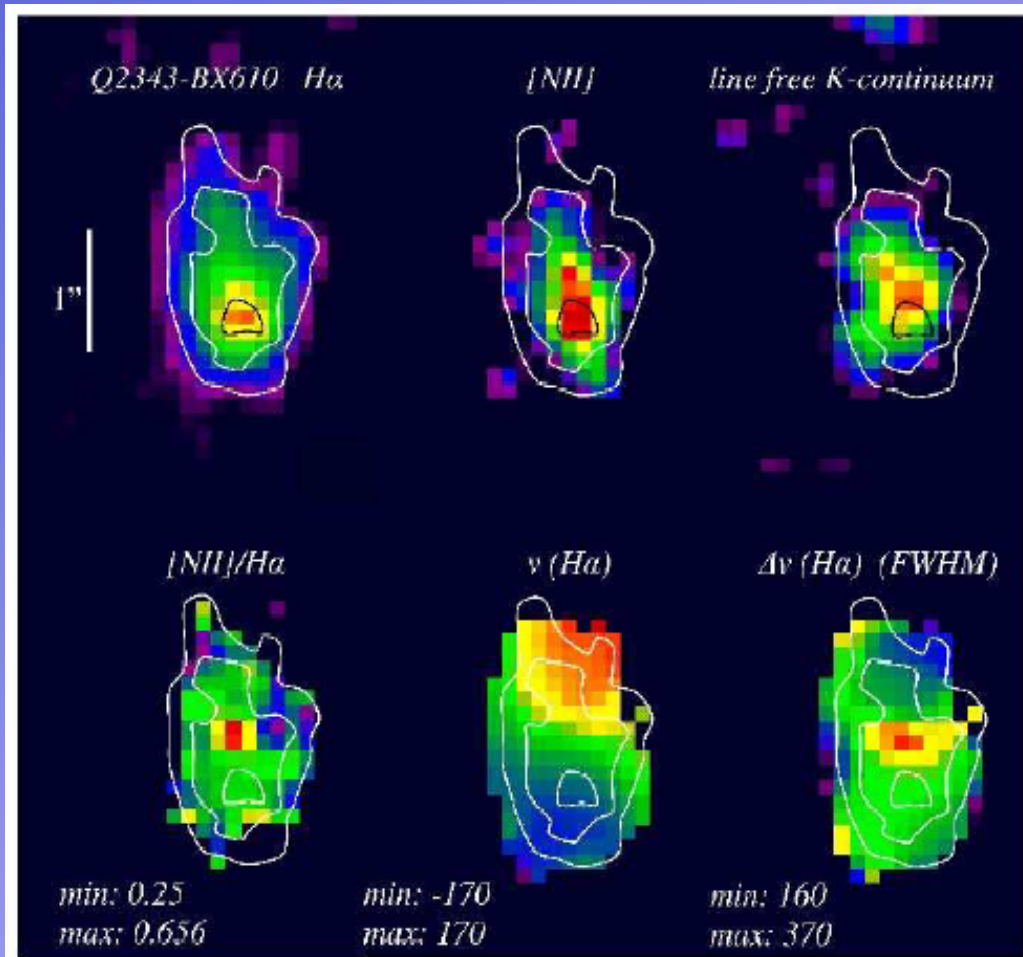 Q2343-BX610 Hα
[NII]
line free K-continuum
1”
[NII]/Hα
v (Hα)
Δv (Hα) (FWHM)
min: 0.25
max: 0.656
min: -170
max: 170
min: 160
max: 370